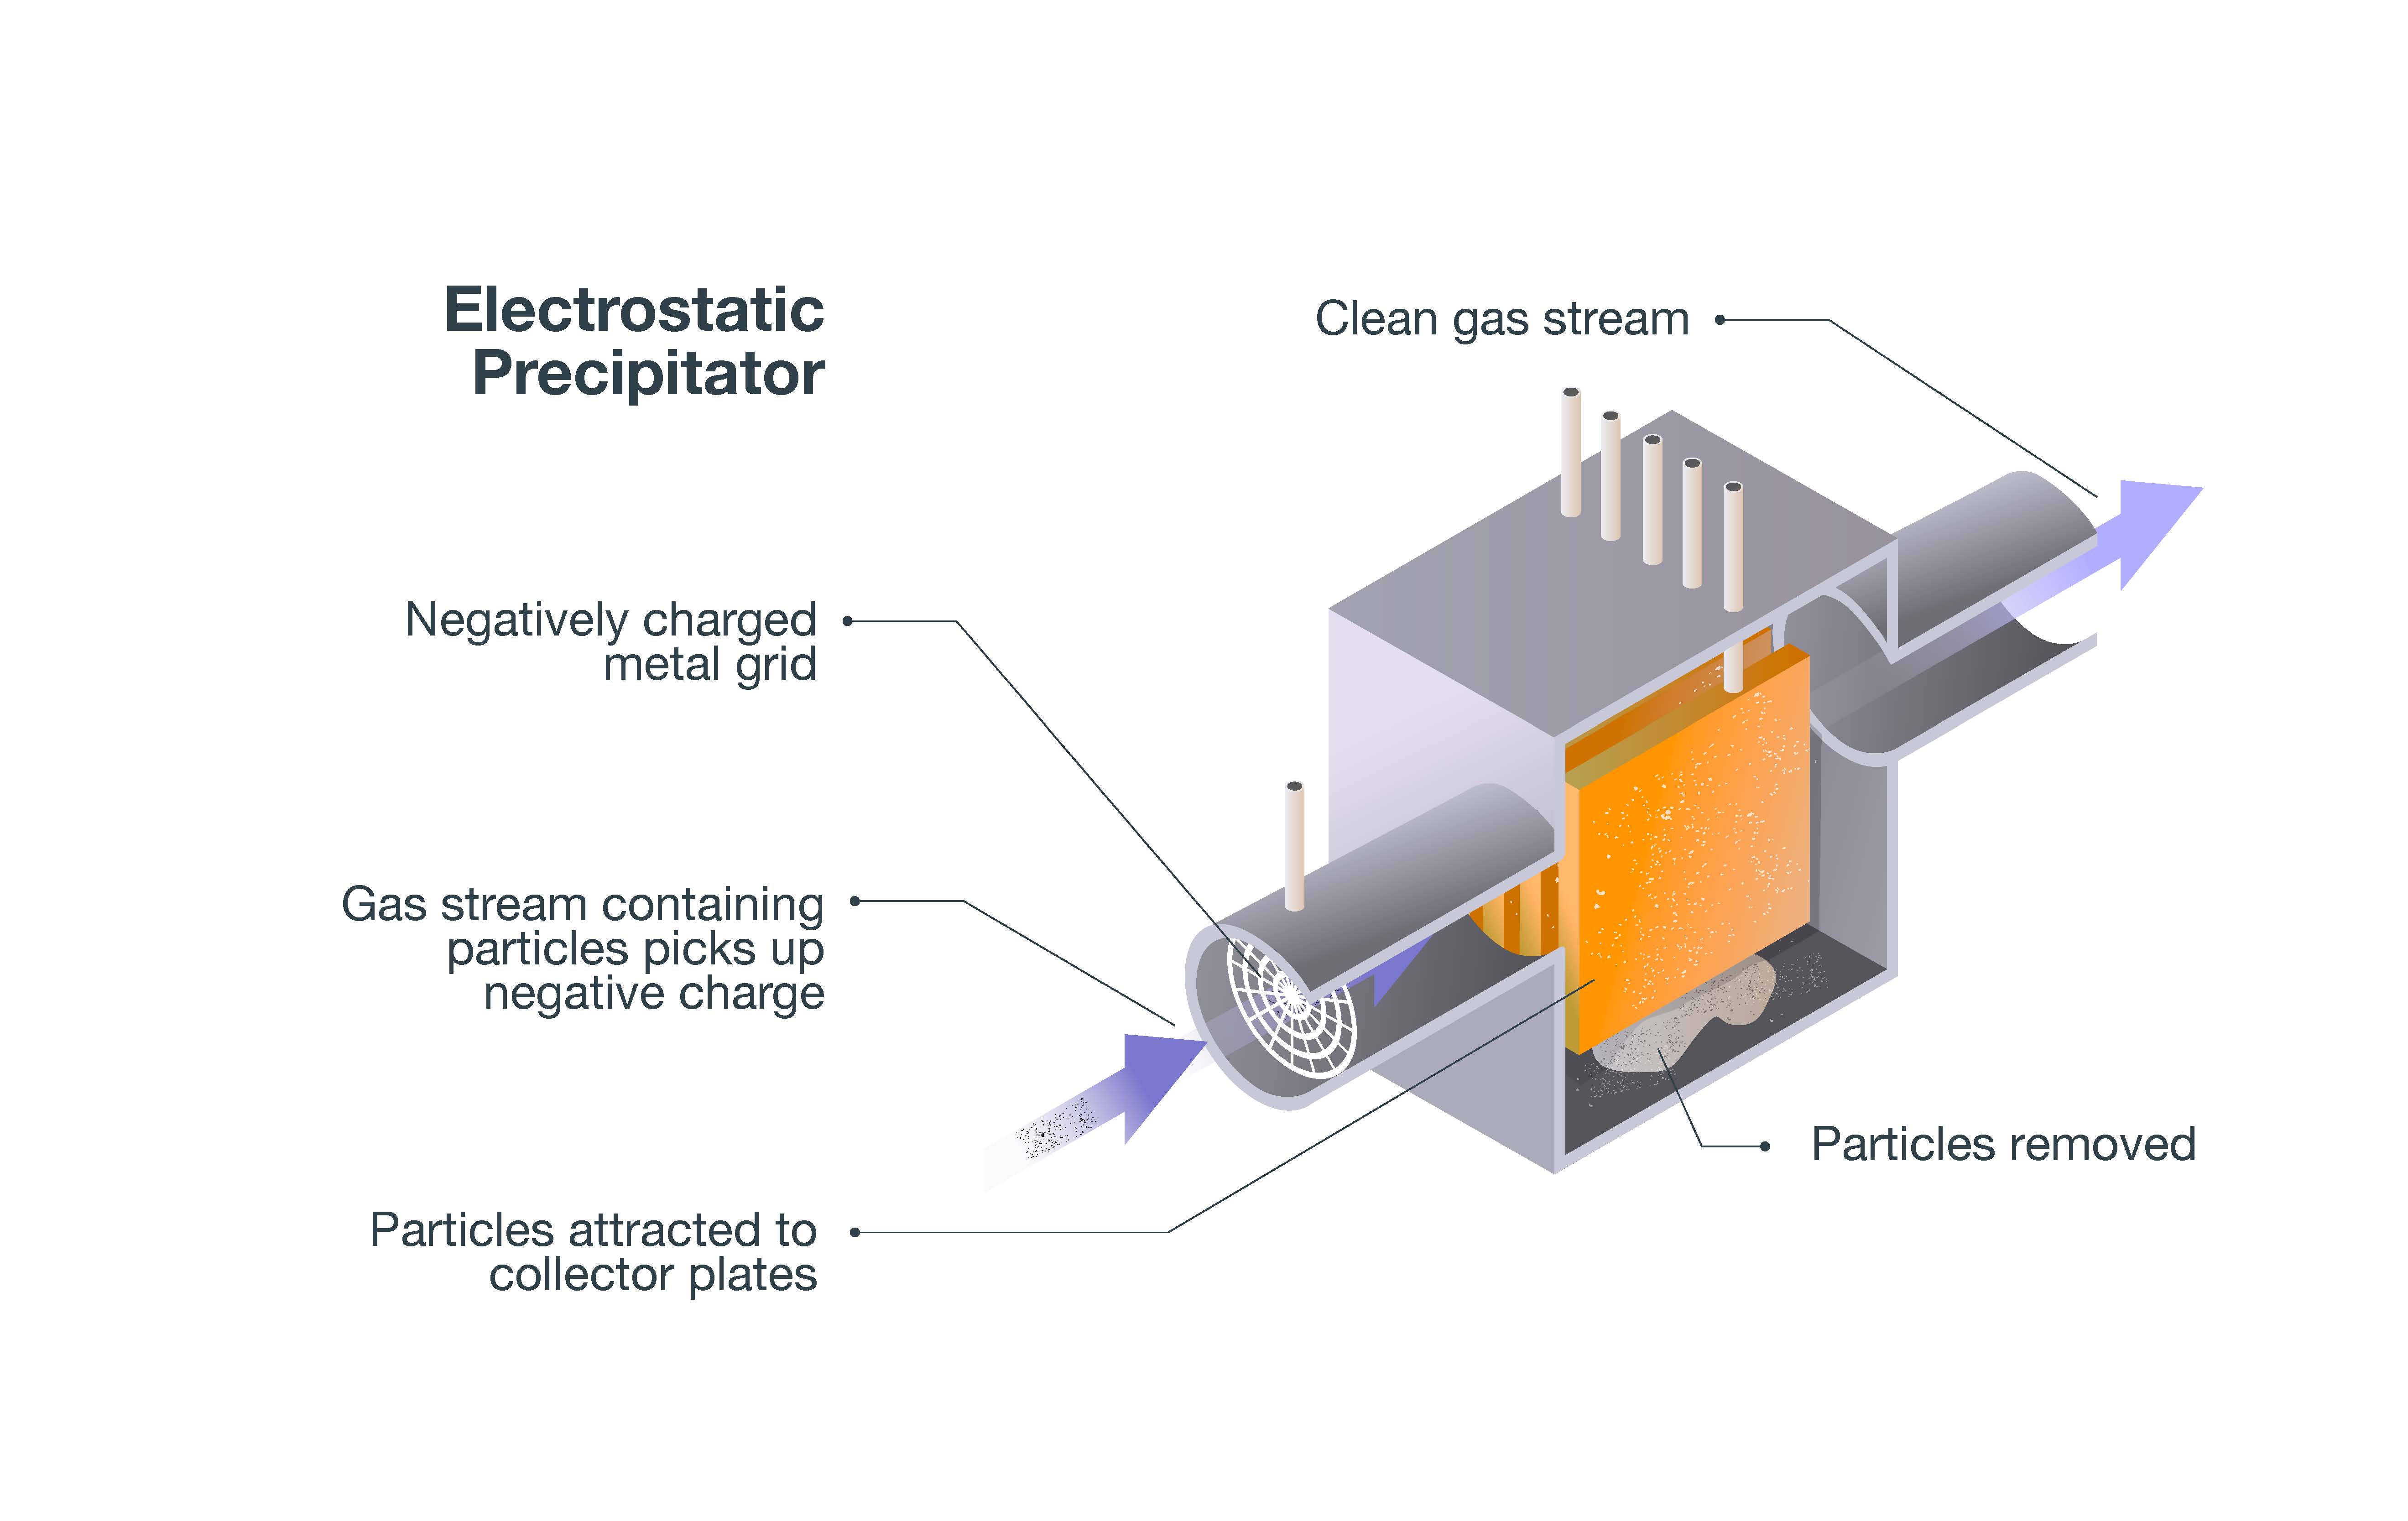 Electrostatic
Precipitator
Clean gas stream
Negatively charged
metal grid
Gas stream containing
particles picks up
negative charge
Particles attracted to
collector plates
Particles removed